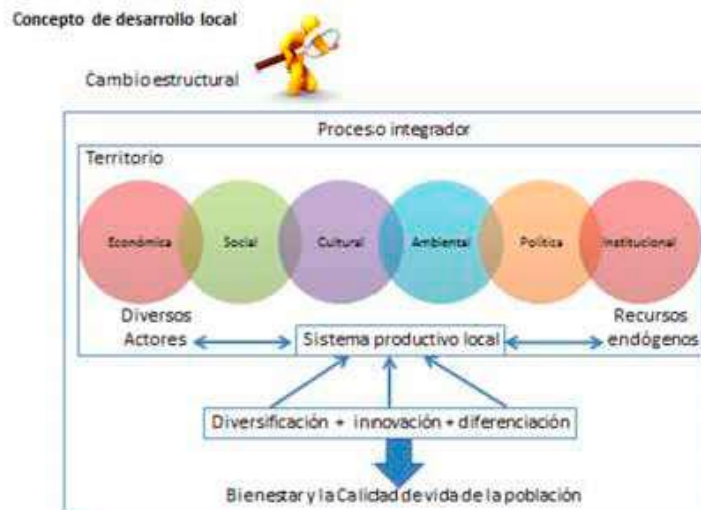 Concepto de desarrollo local
Cambio estructural
Proceso integrador
Territorio
Económica Social Cultural Ambiental Política Institucional
Diversos Actores
Sistema productivo local
Recursos endógenos
Diversificación + innovación + diferenciación
Bienestar y la Calidad de vida de la población